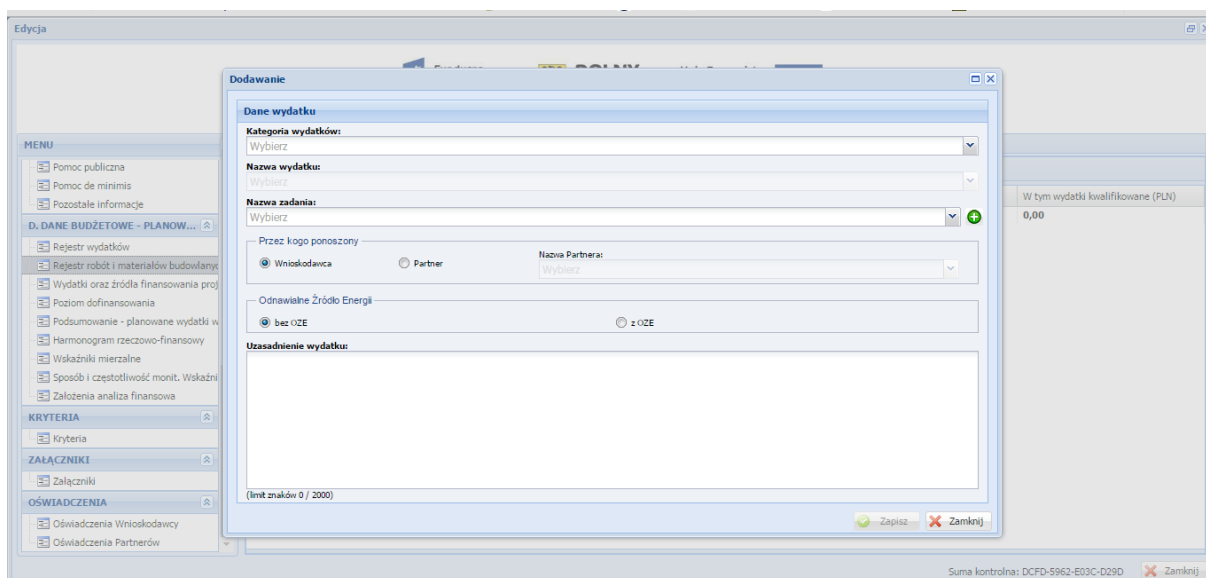 Edycja
Dodawanie
Dane wydatku
Kategoria wydatków:
Wybierz
Nazwa wydatku:
Wybierz
Nazwa zadania:
Wybierz
Przez kogo ponoszony
Wnioskodawca
Partner
Nazwa Partnera:
Wybierz
Odnawialne Źródło Energii
bez OZE
z OZE
Uzasadnienie wydatku:
(limit znaków 0 / 2000)
Zapisz
Zamknij
MENU
Pomoc publiczna
Pomoc de minimis
Pozostałe informacje
D. DANE BUDŻETOWE - PLANOW...
Rejestr wydatków
Rejestr robót i materiałów budowlanyc
Wydatki oraz źródła finansowania proj
Poziom dofinansowania
Podsumowanie - planowane wydatki w
Harmonogram rzeczowo-finansowy
Wskaźniki mierzalne
Sposób i częstotliwość monit. Wskaźni
Założenia analiza finansowa
KRYTERIA
Kryteria
ZAŁĄCZNIKI
Załączniki
OŚWIADCZENIA
Oświadczenia Wnioskodawcy
Oświadczenia Partnerów
W tym wydatki kwalifikowane (PLN)
0,00
Suma kontrolna: DCFD-5962-E03C-D29D
Zamknij